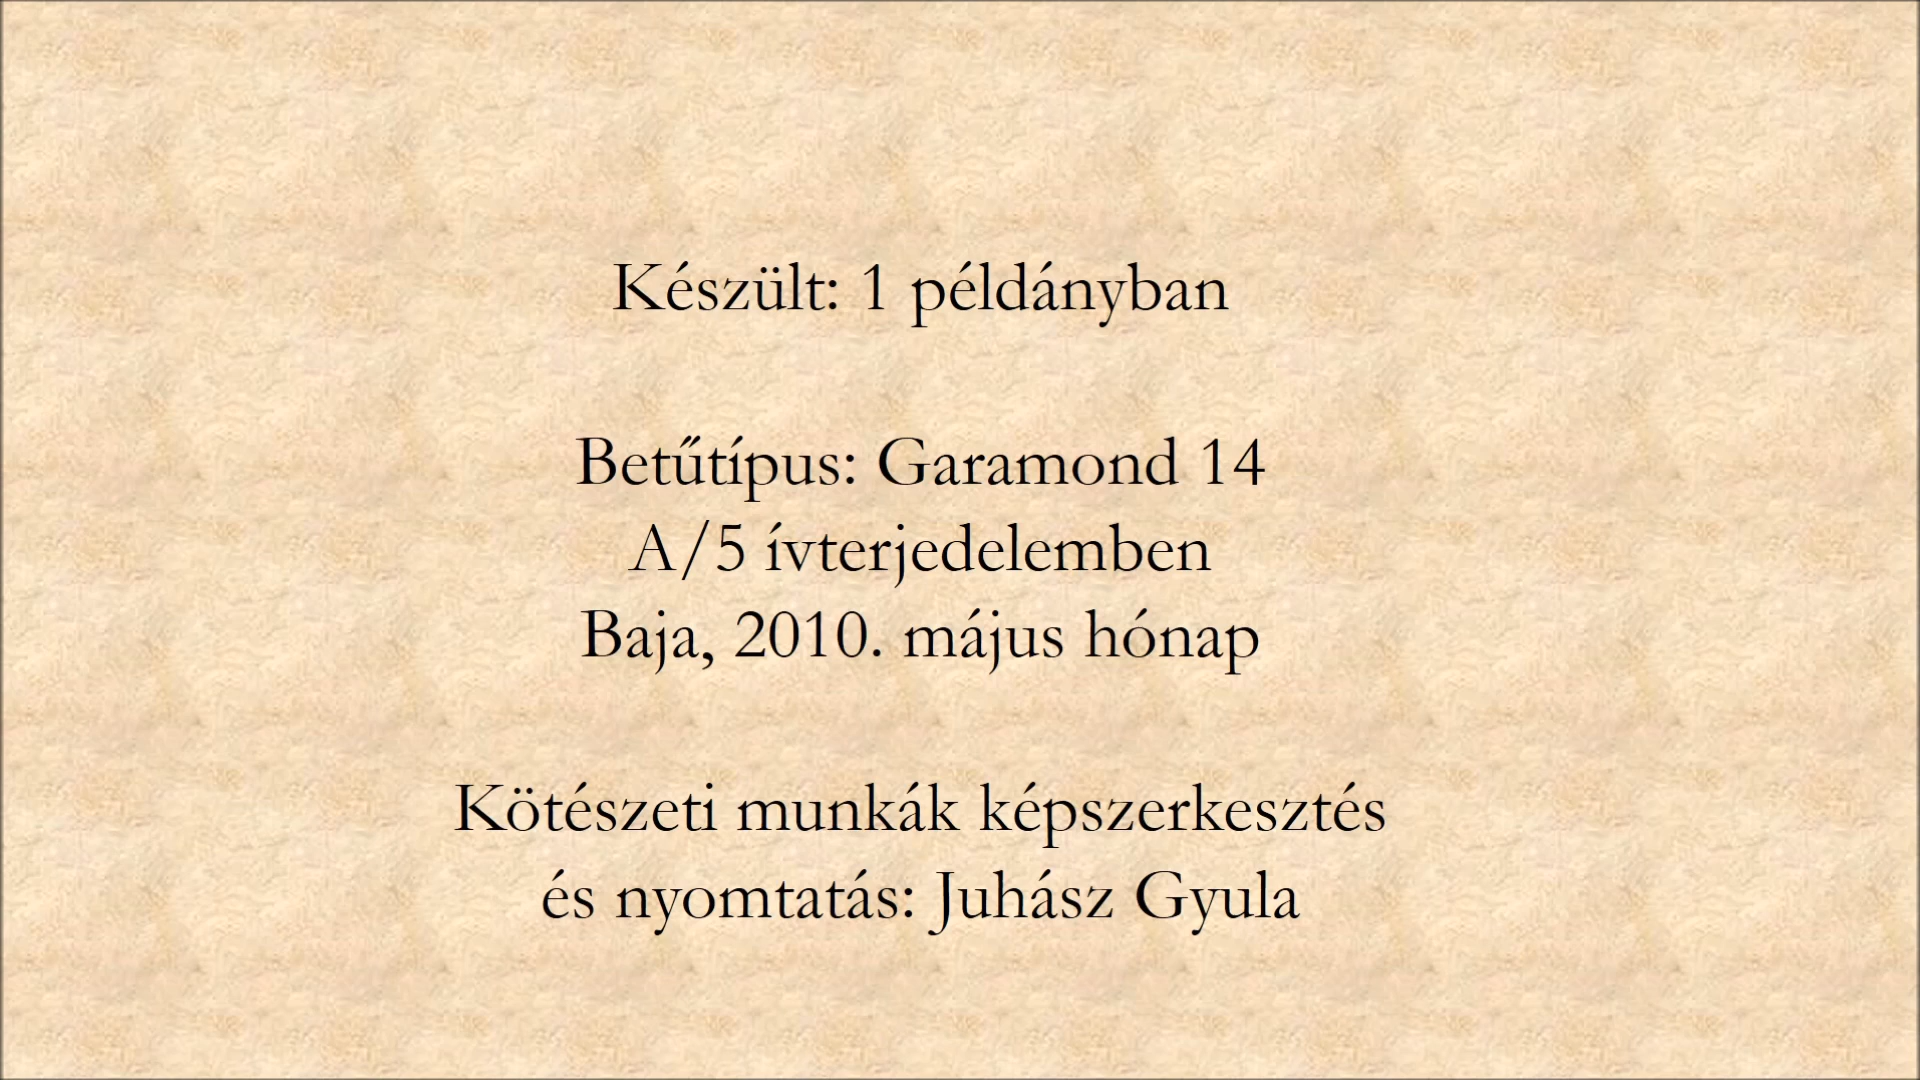 Készült: 1 példányban
Betűtípus: Garamond 14
A/5 ívterjedelemben
Baja, 2010. május hónap
Kötészeti munkák képszerkesztés
és nyomtatás: Juhász Gyula